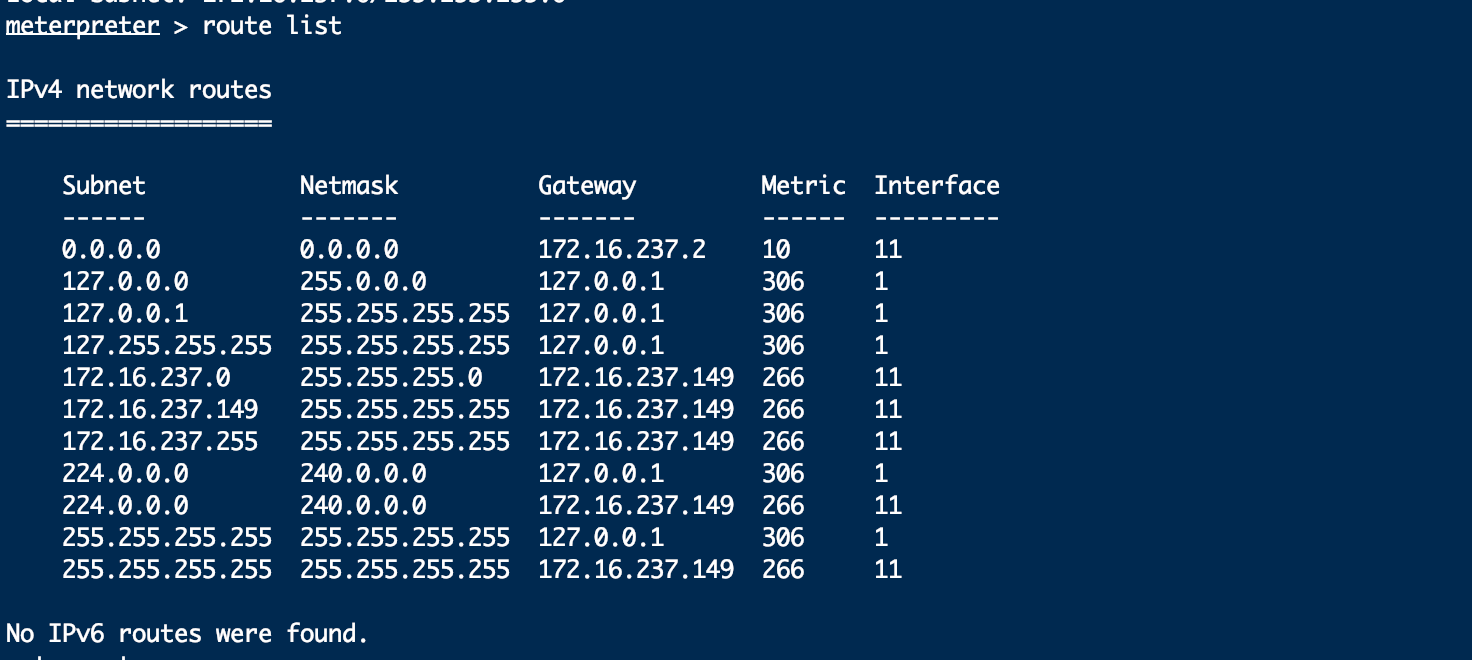 meterpreter > route list
IPv4 network routes
===================
Subnet Netmask Gateway Metric Interface
------ ------- ------- ------ ---------
0.0.0.0 0.0.0.0 172.16.237.2 10 11
127.0.0.0 255.0.0.0 127.0.0.1 306 1
127.0.0.1 255.255.255.255 127.0.0.1 306 1
127.255.255.255 255.255.255.255 127.0.0.1 306 1
172.16.237.0 255.255.255.0 172.16.237.149 266 11
172.16.237.149 255.255.255.255 172.16.237.149 266 11
172.16.237.255 255.255.255.255 172.16.237.149 266 11
224.0.0.0 240.0.0.0 127.0.0.1 306 1
224.0.0.0 240.0.0.0 172.16.237.149 266 11
255.255.255.255 255.255.255.255 127.0.0.1 306 1
255.255.255.255 255.255.255.255 172.16.237.149 266 11
No IPv6 routes were found.